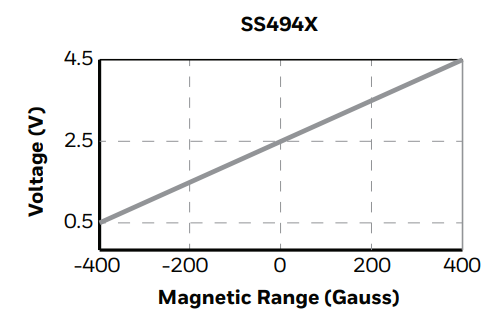 SS494X
4.5
2.5
0.5
Voltage (V)
-400 -200 0 200 400
Magnetic Range (Gauss)